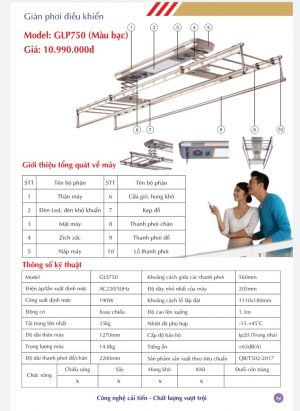 Giàn phơi điều khiển
Model: GLP750 (Màu bạc)
Giá: 10.990.000đ
1 2 3 4 5
6 7 8 9 10
Giới thiệu tổng quát về máy
STT Tên bộ phận STT Tên bộ phận
1 Thân máy 6 Cửa gió, hong khô
2 Đèn Led, đèn khử khuẩn 7 Kẹp đồ
3 Mặt máy 8 Thanh phơi chăn
4 Zích zắc 9 Thanh phơi đồ
5 Nắp máy 10 Lỗ thanh phơi
Thông số kỹ thuật
Model GLS750 Khoảng cách giữa các thanh phơi 560mm
Điện áp/tần suất định mức AC220/50Hz Độ dày nhỏ nhất của máy 205mm
Công suất định mức 190W Khoảng cách lỗ lắp đặt 1110x180mm
Động cơ Xoay chiều Độ cao lên xuống 1.3m
Tải trọng lớn nhất 35kg Nhiệt độ phù hợp -15-+45°C
Độ dài thân máy 1270mm Cấp độ bảo hộ Ip20 (Trong nhà)
Trọng lượng máy 14.8kg Tiếng ồn <65dB(A)
Độ dài thanh phơi đồ/chăn 2200mm Sản phẩm sản xuất theo tiêu chuẩn QB/T502-2017
Chức năng Chiếu sáng Sấy Hong khô Khử Đuổi côn trùng
X X X X X
Công nghệ cải tiến - Chất lượng vượt trội